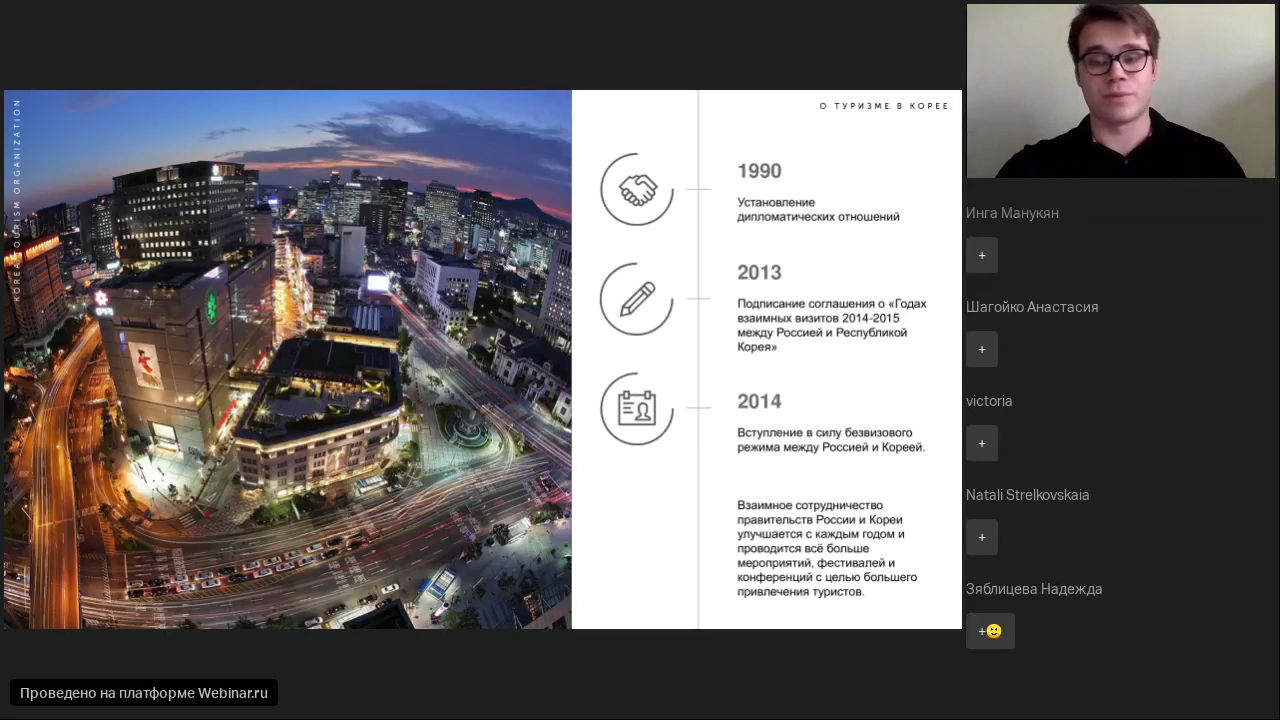 KOREA TOURISM ORGANIZATION
О ТУРИЗМЕ В КОРЕЕ
1990
Установление
дипломатических отношений
2013
Подписание соглашения о «Годах
взаимных визитов 2014-2015
между Россией и Республикой
Корея»
2014
Вступление в силу безвизового
режима между Россией и Кореей.
Взаимное сотрудничество
правительств России и Кореи
улучшается с каждым годом и
проводится всё больше
мероприятий, фестивалей и
конференций с целью большего
привлечения туристов.
Инга Манукян
+
Шагойко Анастасия
+
victoria
+
Natali Strelkovskaia
+
Зяблицева Надежда
+🙂
Проведено на платформе Webinar.ru